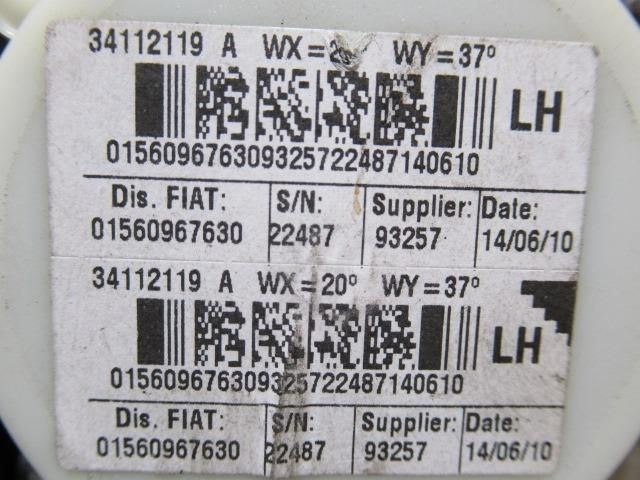 34112119 A WX=2 WY=37°
LH
01560967630932572248714061​0
Dis. FIAT: S/N: Supplier: Date:
01560967630 22487 93257 14/06/10
34112119 A WX=20° WY=37°
LH
01560967630932572248714061​0
Dis. FIAT: S/N: Supplier: Date:
01560967630 22487 93257 14/06/10